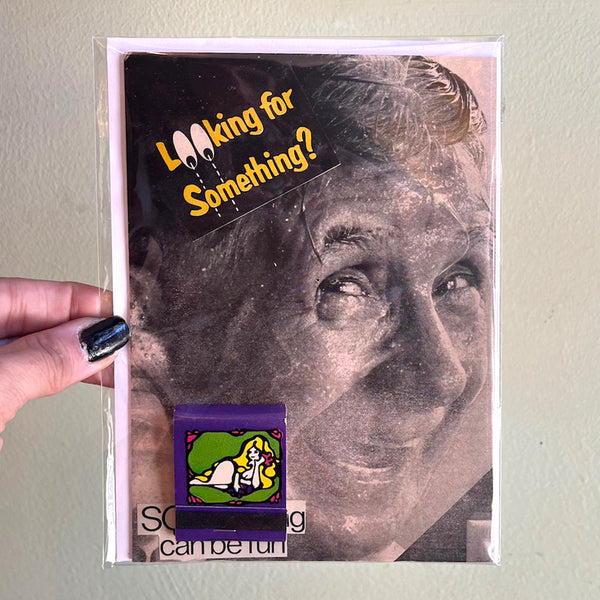 Looking for
Something?
can be fun